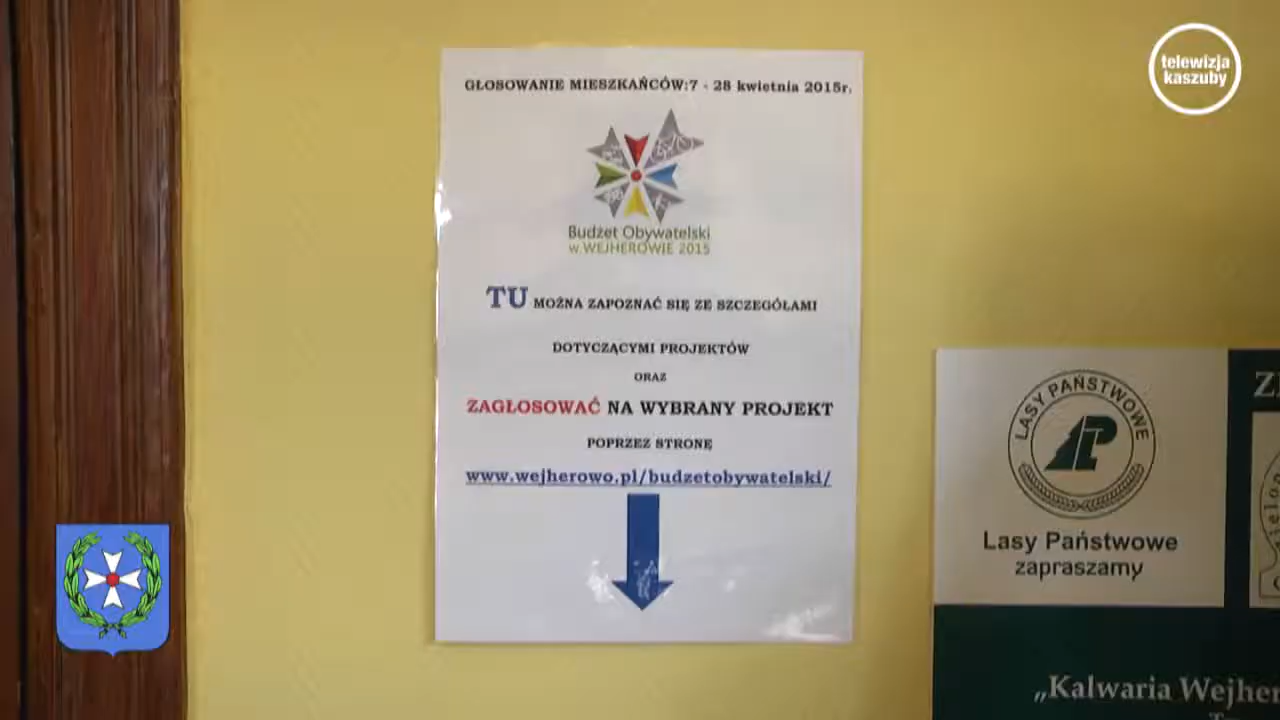 GŁOSOWANIE MIESZKAŃCÓW:7 - 28 kwietnia 2015r.
Budżet Obywatelski
w WEJHEROWIE 2015
TU MOŻNA ZAPOZNAĆ SIĘ ZE SZCZEGÓŁAMI
DOTYCZĄCYMI PROJEKTÓW
ORAZ
ZAGŁOSOWAĆ NA WYBRANY PROJEKT
POPRZEZ STRONĘ
www.wejherowo.pl/budzetobywatelski/
telewizja
kaszuby
LASY PAŃSTWOWE
Lasy Państwowe
zapraszamy
„Kalwaria Wejher